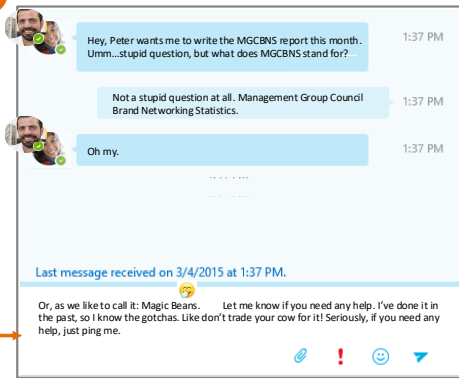 Hey, Peter wants me to write the MGCBNS report this month. 1:37 PM
Umm...stupid question, but what does MGCBNS stand for?
Not a stupid question at all. Management Group Council 1:37 PM
Brand Networking Statistics.
Oh my. 1:37 PM
Last message received on 3/4/2015 at 1:37 PM.
Or, as we like to call it: Magic Beans. Let me know if you need any help. I've done it in
the past, so I know the gotchas. Like don't trade your cow for it! Seriously, if you need any
help, just ping me.